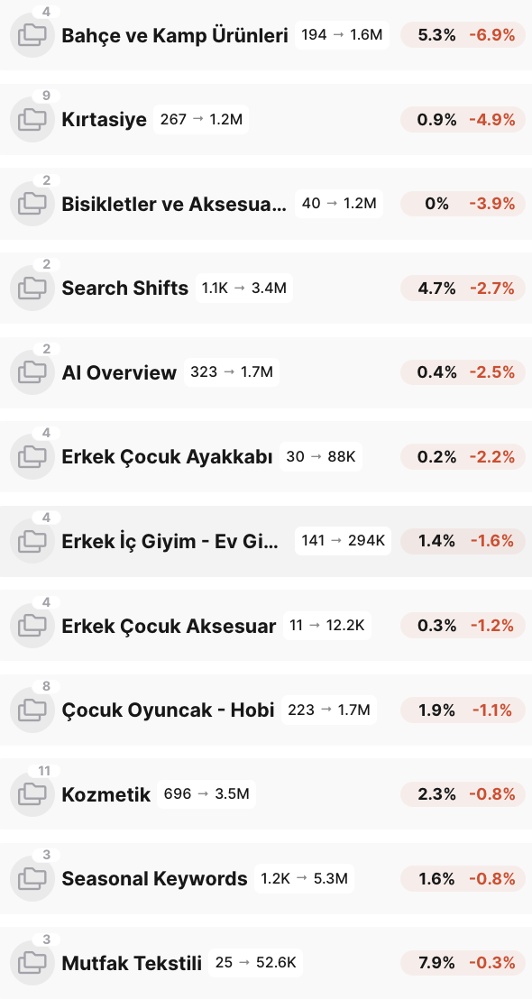 4
Bahçe ve Kamp Ürünleri 194 → 1.6M 5.3% -6.9%
9
Kırtasiye 267 → 1.2M 0.9% -4.9%
2
Bisikletler ve Aksesua... 40 → 1.2M 0% -3.9%
2
Search Shifts 1.1K → 3.4M 4.7% -2.7%
2
AI Overview 323 → 1.7M 0.4% -2.5%
4
Erkek Çocuk Ayakkabı 30 → 88K 0.2% -2.2%
4
Erkek İç Giyim - Ev Gi... 141 → 294K 1.4% -1.6%
4
Erkek Çocuk Aksesuar 11 → 12.2K 0.3% -1.2%
8
Çocuk Oyuncak - Hobi 223 → 1.7M 1.9% -1.1%
11
Kozmetik 696 → 3.5M 2.3% -0.8%
3
Seasonal Keywords 1.2K → 5.3M 1.6% -0.8%
3
Mutfak Tekstili 25 → 52.6K 7.9% -0.3%